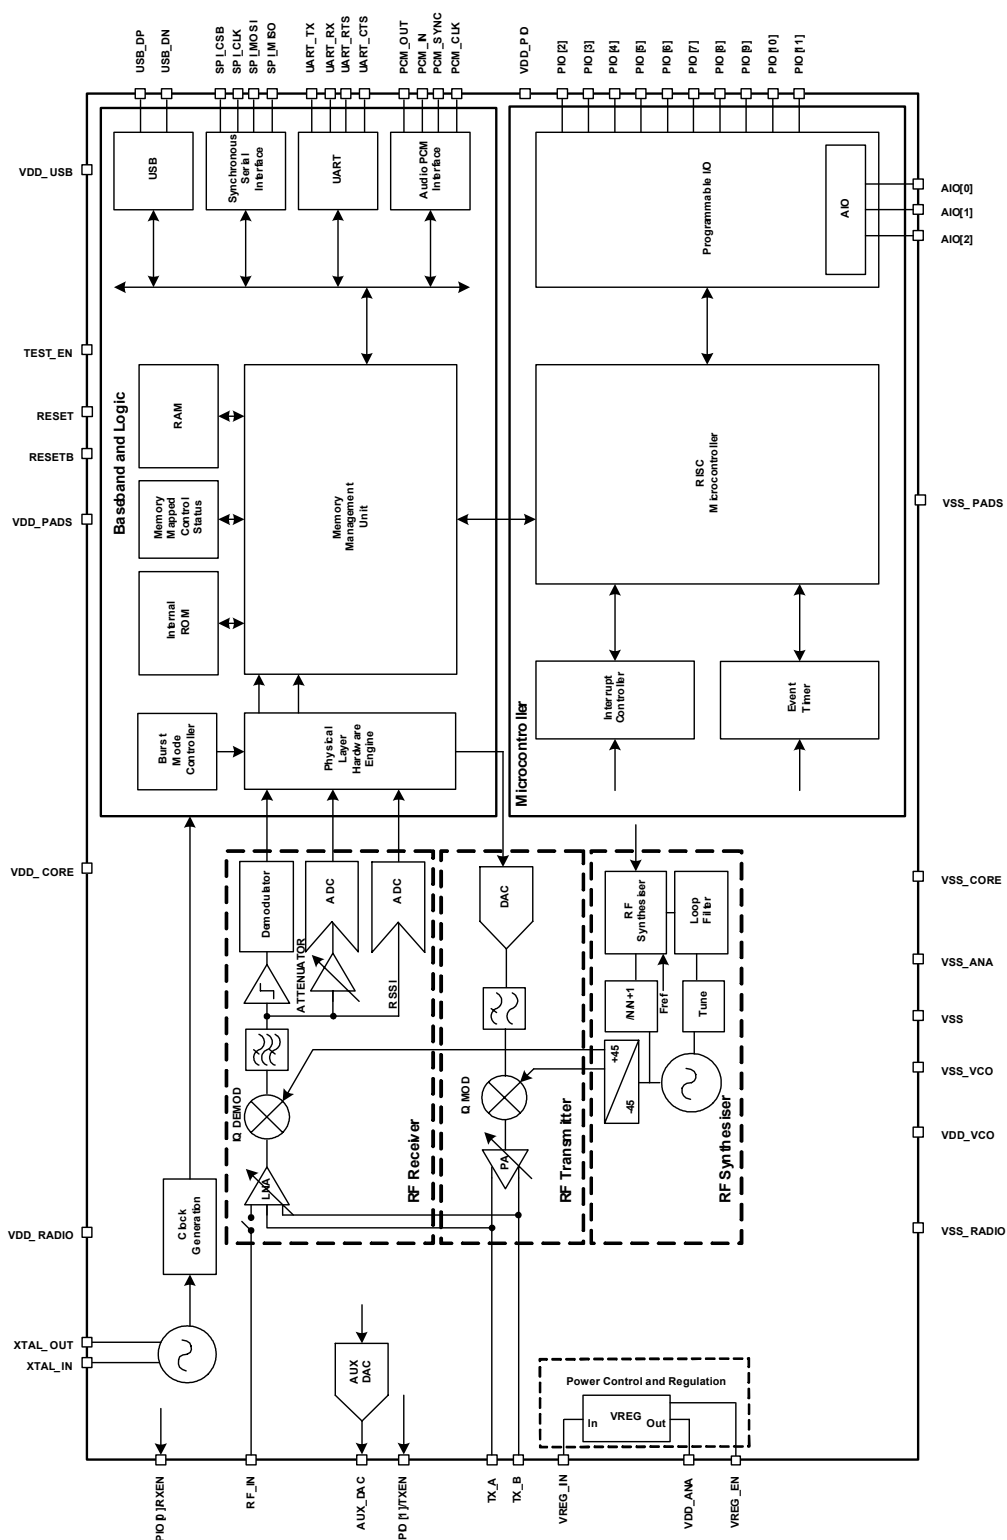 USB_DP
USB_DN
SPI_CSB
SPI_CLK
SPI_MOSI
SPI_MISO
UART_TX
UART_RX
UART_RTS
UART_CTS
PCM_OUT
PCM_IN
PCM_SYNC
PCM_CLK
VDD_PIO
PIO[2]
PIO[3]
PIO[4]
PIO[5]
PIO[6]
PIO[7]
PIO[8]
PIO[9]
PIO[10]
PIO[11]
VDD_USB
TEST_EN
RESET
RESETB
VDD_PADS
VDD_CORE
VDD_RADIO
XTAL_OUT
XTAL_IN
AIO[0]
AIO[1]
AIO[2]
VSS_PADS
VSS_CORE
VSS_ANA
VSS
VSS_VCO
VDD_VCO
VSS_RADIO
USB
Synchronous
Serial
Interface
UART
Audio PCM
Interface
Programmable I/O
AIO
Baseband and Logic
RAM
Memory
Mapped
Control
Status
Internal
ROM
Memory
Management
Unit
RISC
Microcontroller
Burst
Mode
Controller
Physical
Layer
Hardware
Engine
Interrupt
Controller
Event
Timer
Microcontroller
Demodulator
ADC
ADC
ATTENUATOR
RSSI
IQ DEMOD
LNA
RF Receiver
DAC
IQ MOD
PA
RF Transmitter
RF
Synthesiser
Loop
Filter
/N/N+1
Fref
Tune
+45
-45
RF Synthesiser
Clock
Generation
AUX
DAC
Power Control and Regulation
In
VREG
Out
PIO[0]/RXEN
RF_IN
AUX_DAC
PIO[1]/TXEN
TX_A
TX_B
VREG_IN
VDD_ANA
VREG_EN